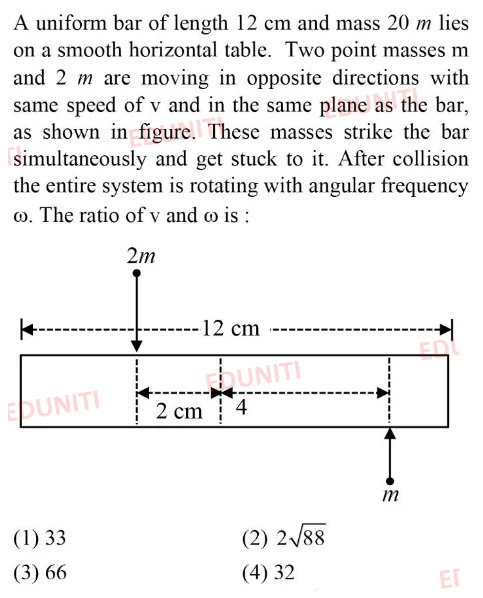 A uniform bar of length 12 cm and mass 20 m lies
on a smooth horizontal table. Two point masses m
and 2 m are moving in opposite directions with
same speed of v and in the same plane as the bar,
as shown in figure. These masses strike the bar
simultaneously and get stuck to it. After collision
the entire system is rotating with angular frequency
ω. The ratio of v and ω is :
2m
12 cm
2 cm 4
m
(1) 33 (2) 2√88
(3) 66 (4) 32
EDUNITI
EDUNITI
EDUNITI
EDUNITI